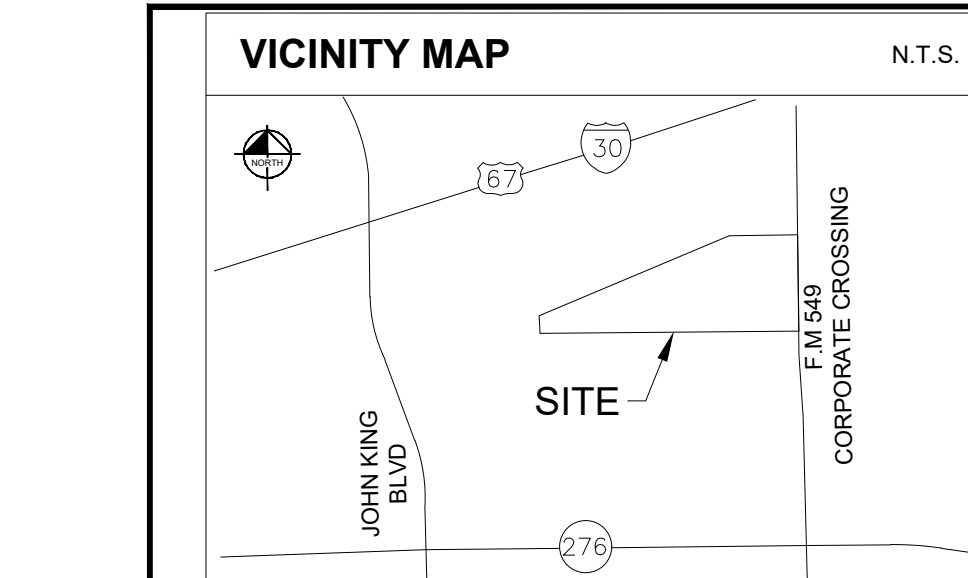 VICINITY MAP
N.T.S.
NORTH
30
67
F.M 549
CORPORATE CROSSING
SITE
JOHN KING
BLVD
276